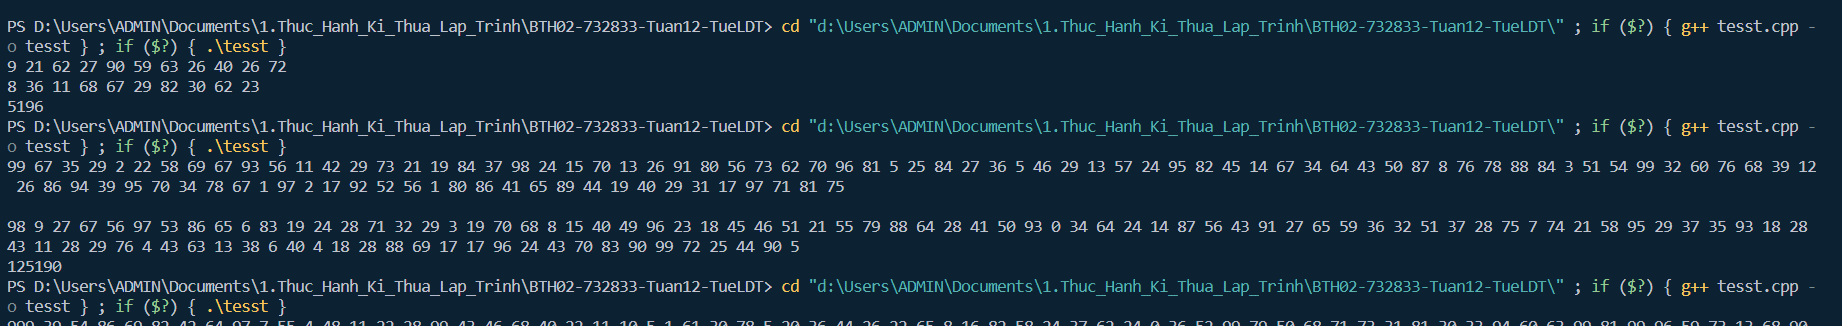 PS D:\Users\ADMIN\Documents\1.Thuc_Hanh_Ki_Thua_Lap_Trinh\BTH02-732833-Tuan12-TueLDT> cd "d:\Users\ADMIN\Documents\1.Thuc_Hanh_Ki_Thua_Lap_Trinh\BTH02-732833-Tuan12-TueLDT\" ; if ($?) { g++ tesst.cpp -
o tesst } ; if ($?) { .\tesst }
9 21 62 27 90 59 63 26 40 26 72
8 36 11 68 67 29 82 30 62 23
5196
PS D:\Users\ADMIN\Documents\1.Thuc_Hanh_Ki_Thua_Lap_Trinh\BTH02-732833-Tuan12-TueLDT> cd "d:\Users\ADMIN\Documents\1.Thuc_Hanh_Ki_Thua_Lap_Trinh\BTH02-732833-Tuan12-TueLDT\" ; if ($?) { g++ tesst.cpp -
o tesst } ; if ($?) { .\tesst }
99 67 35 29 2 22 58 69 67 93 56 11 42 29 73 21 19 84 37 98 24 15 70 13 26 91 80 56 73 62 70 96 81 5 25 84 27 36 5 46 29 13 57 24 95 82 45 14 67 34 64 43 50 87 8 76 78 88 84 3 51 54 99 32 60 76 68 39 12
26 86 94 39 95 70 34 78 67 1 97 2 17 92 52 56 1 80 86 41 65 89 44 19 40 29 31 17 97 71 81 75
98 9 27 67 56 97 53 86 65 6 83 19 24 28 71 32 29 3 19 70 68 8 15 40 49 96 23 18 45 46 51 21 55 79 88 64 28 41 50 93 0 34 64 24 14 87 56 43 91 27 65 59 36 32 51 37 28 75 7 74 21 58 95 29 37 35 93 18 28
43 11 28 29 76 4 43 63 13 38 6 40 4 18 28 88 69 17 17 96 24 43 70 83 90 99 72 25 44 90 5
125190
PS D:\Users\ADMIN\Documents\1.Thuc_Hanh_Ki_Thua_Lap_Trinh\BTH02-732833-Tuan12-TueLDT> cd "d:\Users\ADMIN\Documents\1.Thuc_Hanh_Ki_Thua_Lap_Trinh\BTH02-732833-Tuan12-TueLDT\" ; if ($?) { g++ tesst.cpp -
o tesst } ; if ($?) { .\tesst }